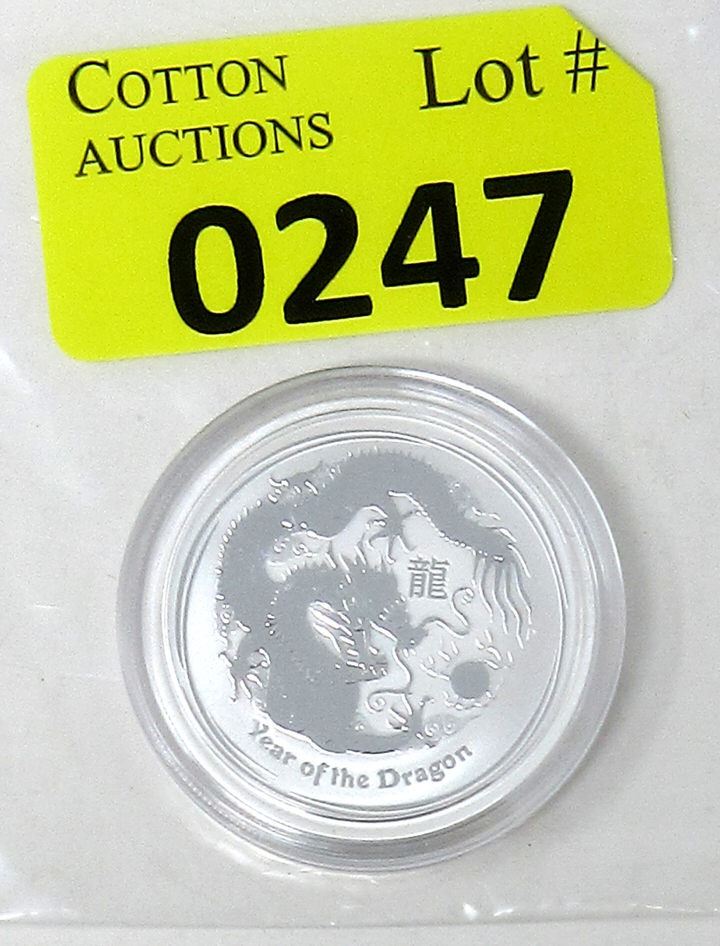 COTTON
AUCTIONS
Lot #
0247
龍
Year of the Dragon